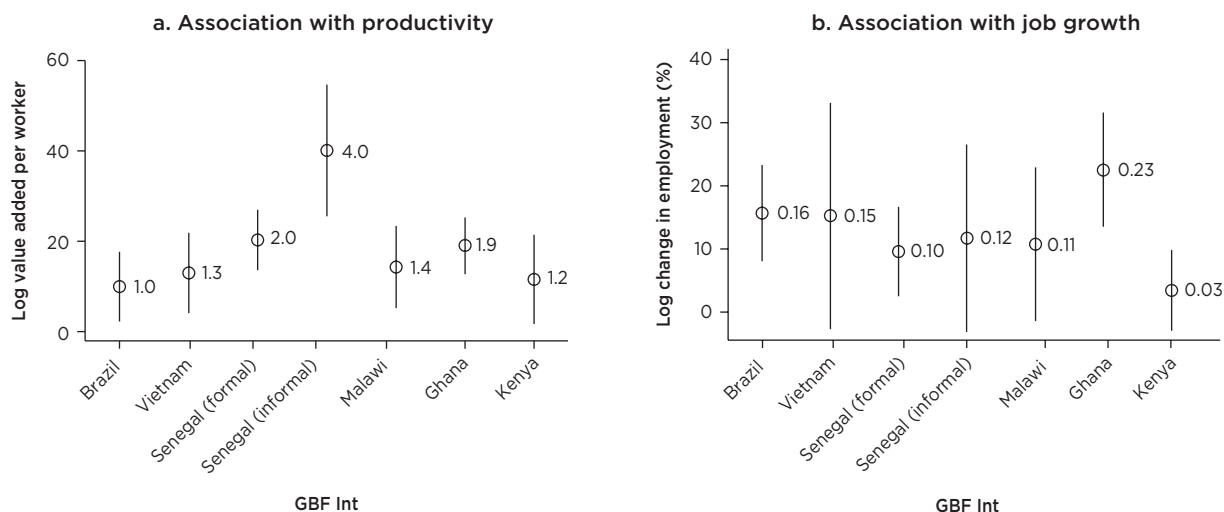 a. Association with productivity
Log value added per worker
60
40
20
0
1.0
1.3
2.0
4.0
1.4
1.9
1.2
Brazil
Vietnam
Senegal (formal)
Senegal (informal)
Malawi
Ghana
Kenya
GBF Int
b. Association with job growth
Log change in employment (%)
40
30
20
10
0
0.16
0.15
0.10
0.12
0.11
0.23
0.03
Brazil
Vietnam
Senegal (formal)
Senegal (informal)
Malawi
Ghana
Kenya
GBF Int